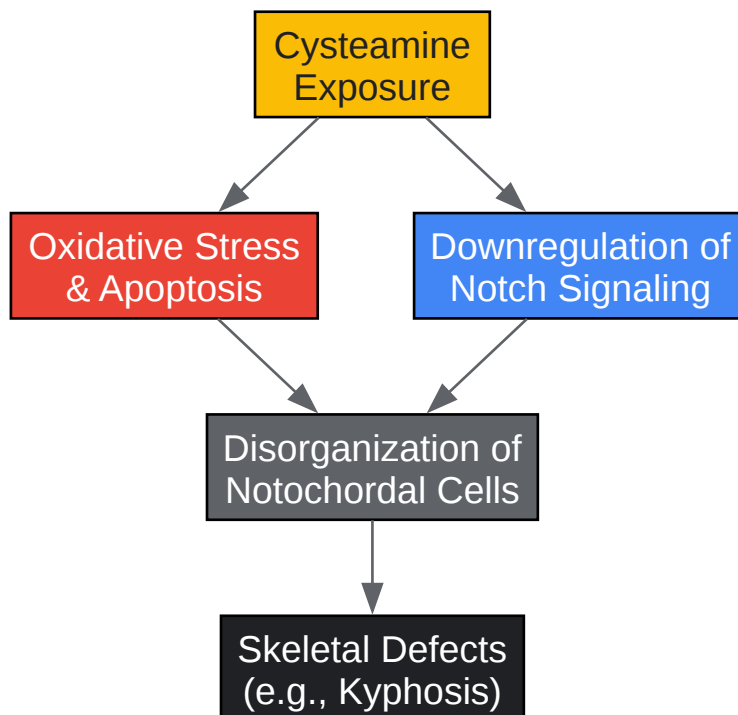 Cysteamine
Exposure
Oxidative Stress
& Apoptosis
Downregulation of
Notch Signaling
Disorganization of
Notochordal Cells
Skeletal Defects
(e.g., Kyphosis)